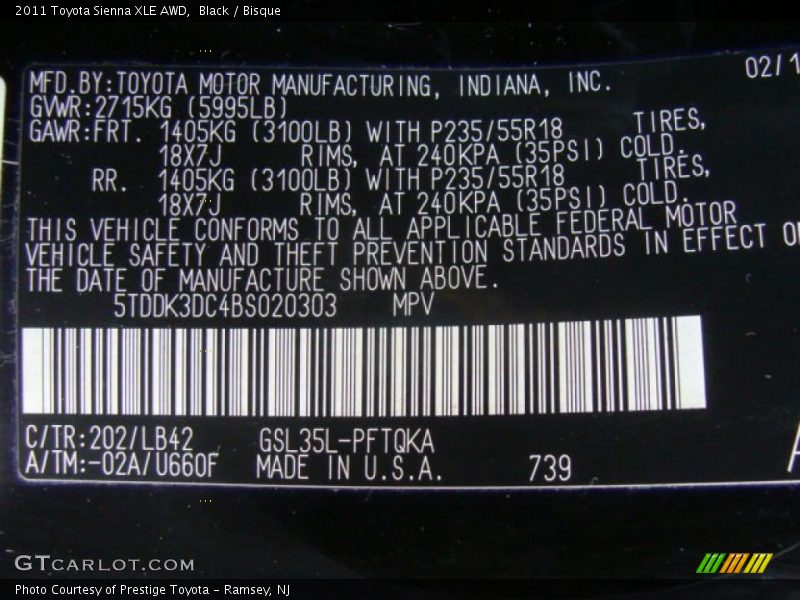 2011 Toyota Sienna XLE AWD,  Black / Bisque
02/1
MFD.BY:TOYOTA MOTOR MANUFACTURING, INDIANA, INC.
GVWR:2715KG (5995LB)
GAWR:FRT. 1405KG (3100LB) WITH P235/55R18 TIRES,
18X7J RIMS, AT 240KPA (35PSI) COLD.
RR. 1405KG (3100LB) WITH P235/55R18 TIRES,
18X7J RIMS, AT 240KPA (35PSI) COLD.
THIS VEHICLE CONFORMS TO ALL APPLICABLE FEDERAL MOTOR
VEHICLE SAFETY AND THEFT PREVENTION STANDARDS IN EFFECT
THE DATE OF MANUFACTURE SHOWN ABOVE.
5TDDK3DC4BS020303 MPV
C/TR:202/LB42 GSL35L-PFTQKA
A/TM:-02A/U660F MADE IN U.S.A. 739
GTCARLOT.COM
Photo Courtesy of Prestige Toyota - Ramsey, NJ